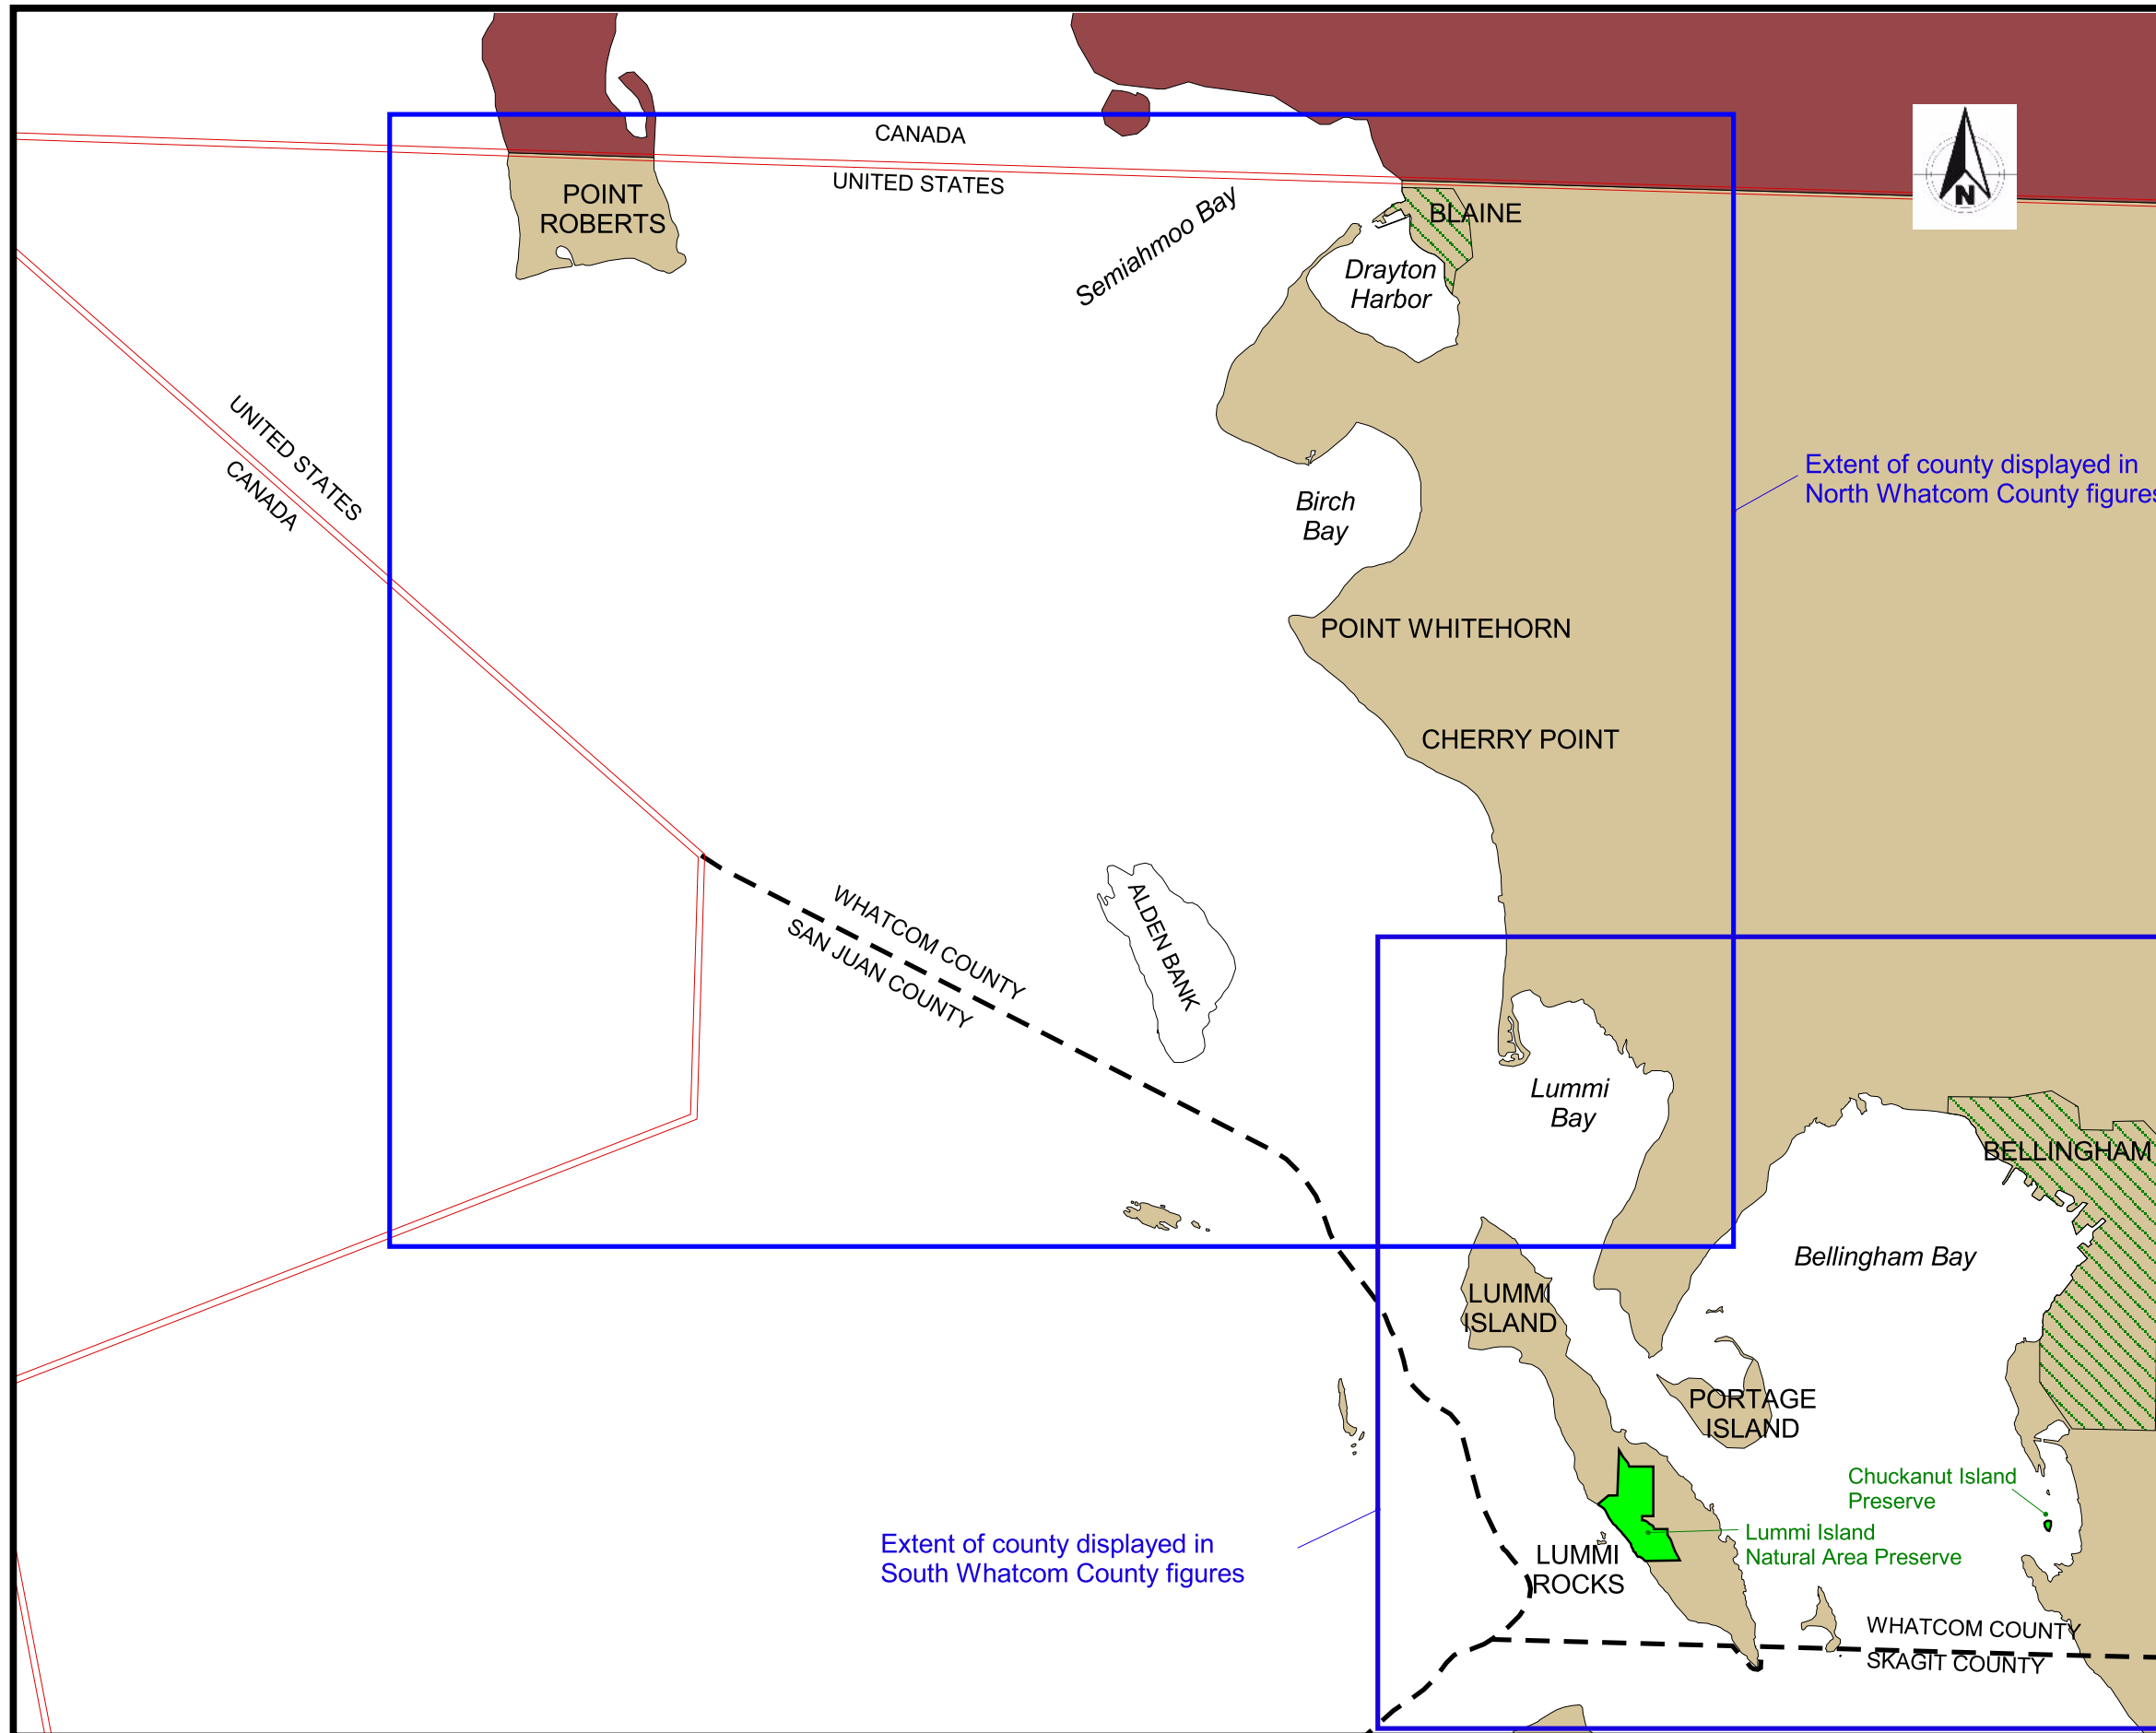 CANADA
UNITED STATES
POINT
ROBERTS
N
BLAINE
Semiahmoo Bay
Drayton
Harbor
UNITED STATES
CANADA
Extent of county displayed in
North Whatcom County figures
Birch
Bay
POINT WHITEHORN
CHERRY POINT
WHATCOM COUNTY
SAN JUAN COUNTY
ALDEN BANK
Lummi
Bay
BELLINGHAM
Bellingham Bay
LUMMI
ISLAND
PORTAGE
ISLAND
Chuckanut Island
Preserve
Lummi Island
Natural Area Preserve
Extent of county displayed in
South Whatcom County figures
LUMMI
ROCKS
WHATCOM COUNTY
SKAGIT COUNTY